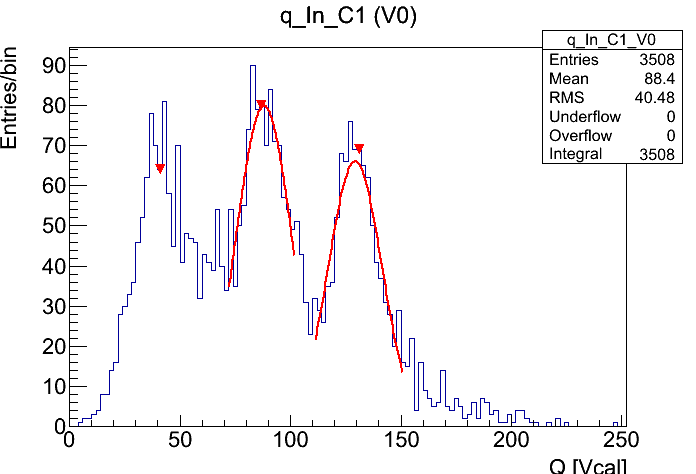 q_In_C1 (V0)
q_In_C1_V0
Entries 3508
Mean 88.4
RMS 40.48
Underflow 0
Overflow 0
Integral 3508
Entries/bin
90
80
70
60
50
40
30
20
10
0
0 50 100 150 200 250
Q [Vcal]